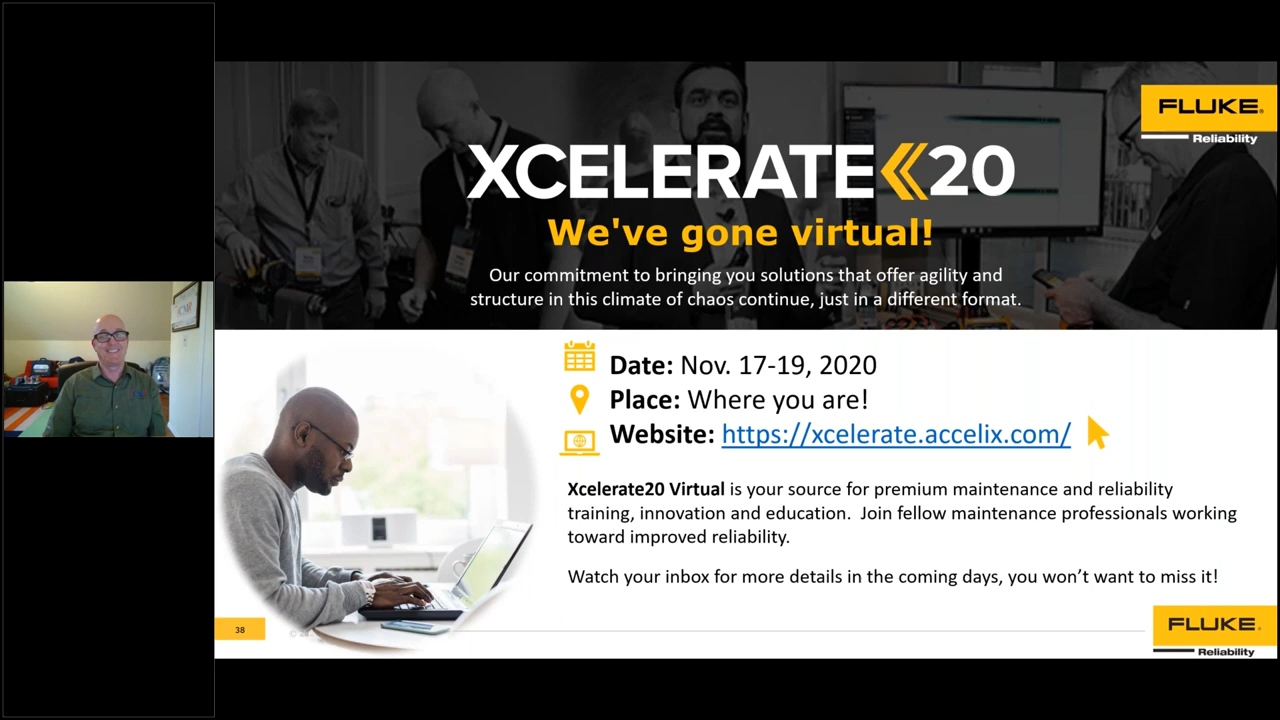 FLUKE
Reliability
XCELERATE 20
We've gone virtual!
Our commitment to bringing you solutions that offer agility and
structure in this climate of chaos continue, just in a different format.
Date: Nov. 17-19, 2020
Place: Where you are!
Website: https://xcelerate.accelix.com/
Xcelerate20 Virtual is your source for premium maintenance and reliability
training, innovation and education. Join fellow maintenance professionals working
toward improved reliability.
Watch your inbox for more details in the coming days, you won't want to miss it!
38
FLUKE
Reliability